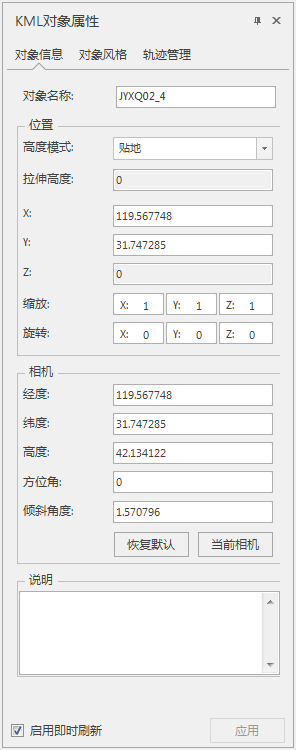 KML对象属性
对象信息 对象风格 轨迹管理
对象名称: JYXQ02_4
位置
高度模式: 贴地
拉伸高度: 0
X: 119.567748
Y: 31.747285
Z: 0
缩放: X: 1 Y: 1 Z: 1
旋转: X: 0 Y: 0 Z: 0
相机
经度: 119.567748
纬度: 31.747285
高度: 42.134122
方位角: 0
倾斜角度: 1.570796
恢复默认 当前相机
说明
启用即时刷新 应用